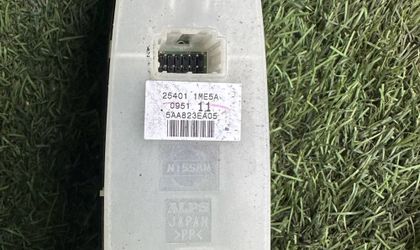 25401 1ME5A
0951 11
5AA823EA05
NISSAN
ALPS
JAPAN
>PP<